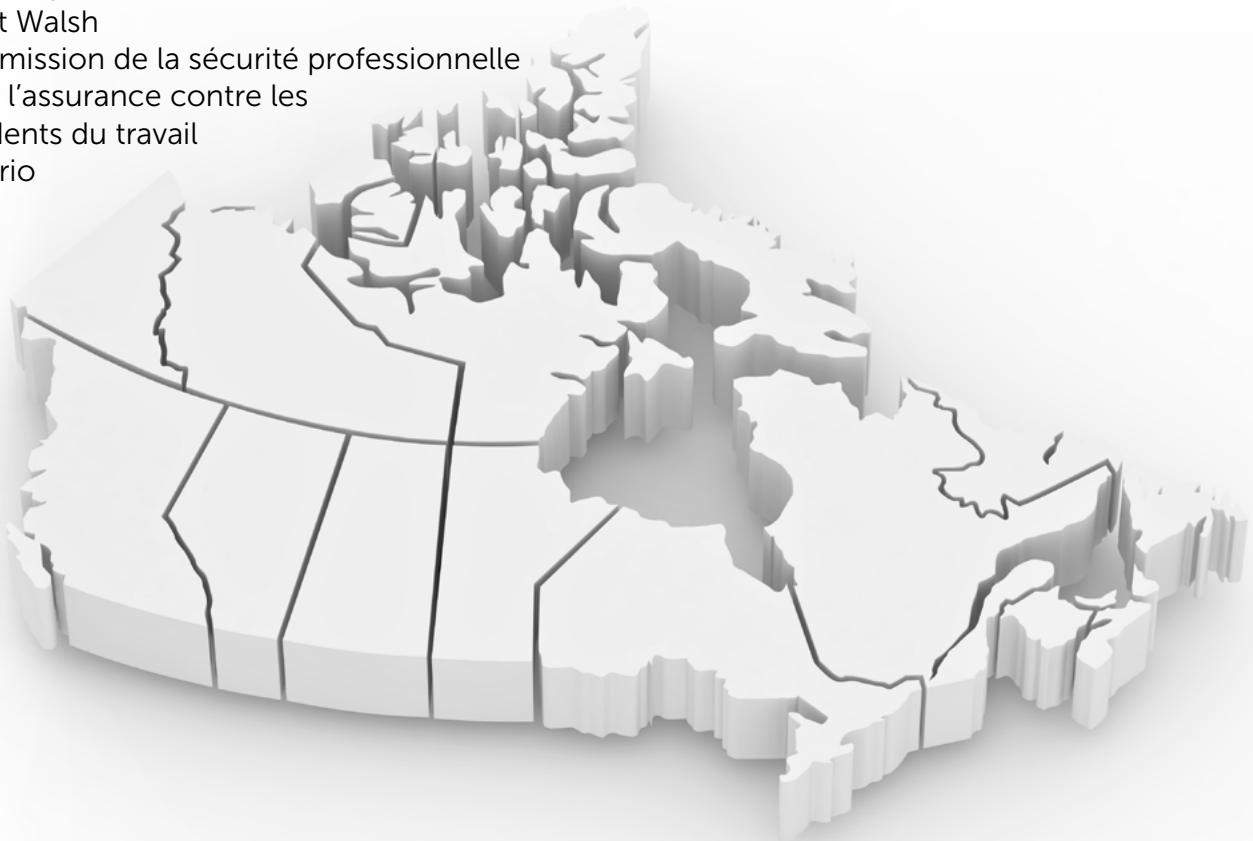 t Walsh
mission de la sécurité professionnelle
l’assurance contre les
lents du travail
rio